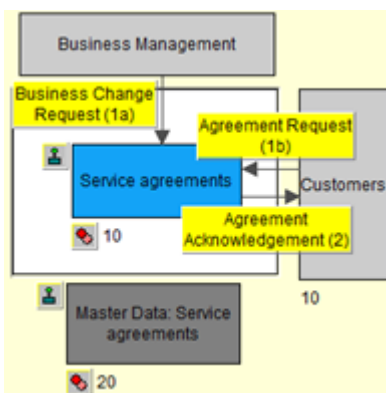 Business Management
Business Change
Request (1a)
Agreement Request
(1b)
Service agreements
Customers
Agreement
Acknowledgement (2)
10
10
Master Data: Service
agreements
20